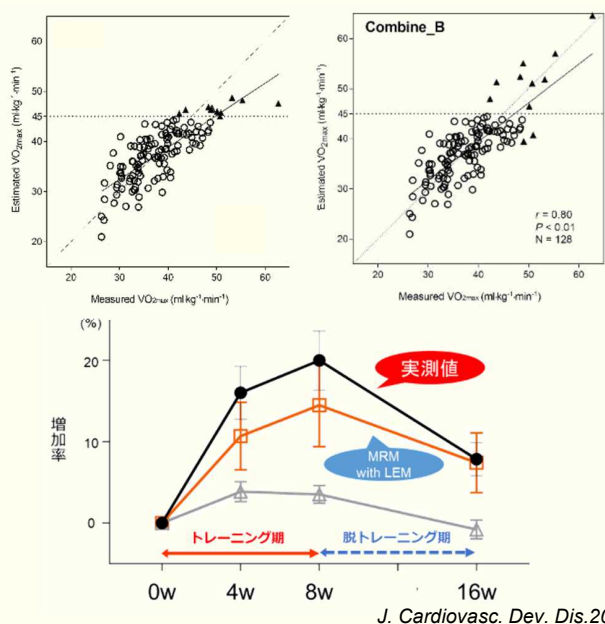 Combine_B
60
60
50
50
45
45
40
40
30
30
20
20
Estimated VO2max (ml·kg-1·min-1)
Estimated VO2max (ml·kg-1·min-1)
r = 0.80
P < 0.01
N = 128
20 30 40 50 60
20 30 40 50 60
Measured VO2max (ml·kg-1·min-1)
Measured VO2max (ml·kg-1·min-1)
(%)
20
実測値
増加率
10
MRM
with LEM
0
トレーニング期
脱トレーニング期
0w 4w 8w 16w
J. Cardiovasc. Dev. Dis.20